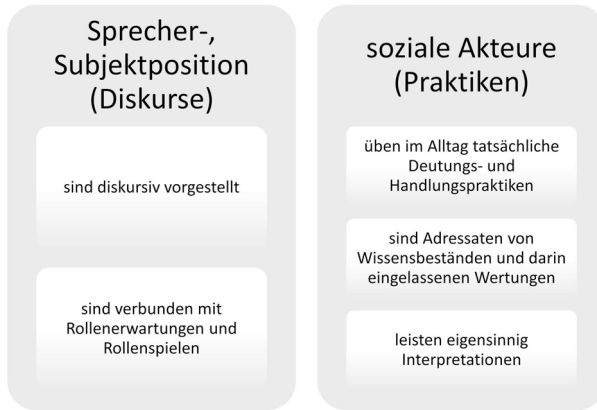 Sprecher-,
Subjektposition
(Diskurse)
sind diskursiv vorgestellt
sind verbunden mit
Rollenerwartungen und
Rollenspielen
soziale Akteure
(Praktiken)
üben im Alltag tatsächliche
Deutungs- und
Handlungspraktiken
sind Adressaten von
Wissensbeständen und darin
eingelassenen Wertungen
leisten eigensinnig
Interpretationen